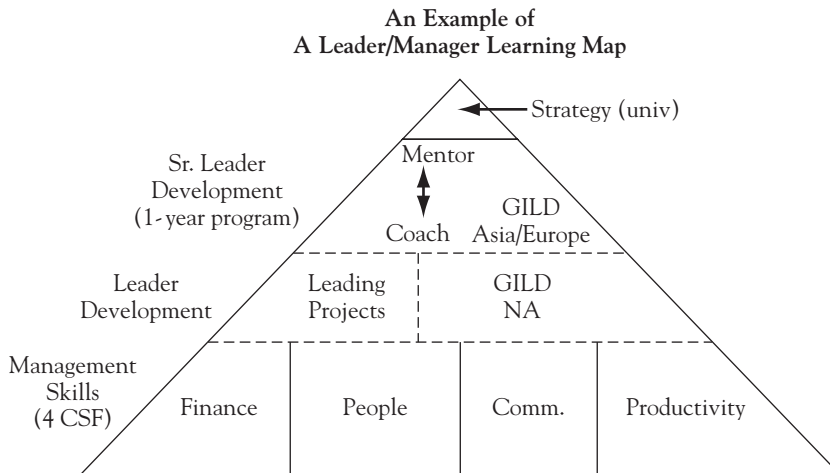 An Example of
A Leader/Manager Learning Map
Strategy (univ)
Mentor
Sr. Leader
Development
(1-year program)
Coach
GILD
Asia/Europe
Leader
Development
Leading
Projects
GILD
NA
Management
Skills
(4 CSF)
Finance
People
Comm.
Productivity